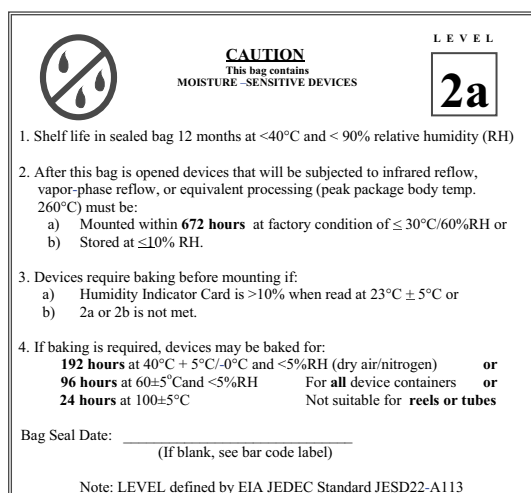 LEVEL
CAUTION
This bag contains
MOISTURE –SENSITIVE DEVICES
2a
1. Shelf life in sealed bag 12 months at <40°C and < 90% relative humidity (RH)
2. After this bag is opened devices that will be subjected to infrared reflow,
vapor-phase reflow, or equivalent processing (peak package body temp.
260°C) must be:
a) Mounted within 672 hours at factory condition of ≤ 30°C/60%RH or
b) Stored at ≤10% RH.
3. Devices require baking before mounting if:
a) Humidity Indicator Card is >10% when read at 23°C ± 5°C or
b) 2a or 2b is not met.
4. If baking is required, devices may be baked for:
192 hours at 40°C + 5°C/-0°C and <5%RH (dry air/nitrogen) or
96 hours at 60±5°Cand <5%RH For all device containers or
24 hours at 100±5°C Not suitable for reels or tubes
Bag Seal Date: ______________________________
(If blank, see bar code label)
Note: LEVEL defined by EIA JEDEC Standard JESD22-A113